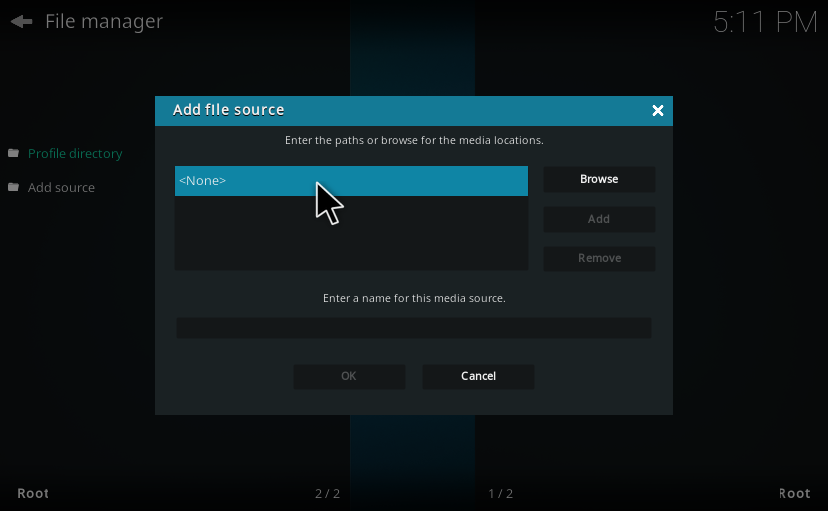 File manager
5:11 PM
Add file source
Enter the paths or browse for the media locations.
<None>
Browse
Profile directory
Add source
Add
Remove
Enter a name for this media source.
OK
Cancel
Root
2 / 2
1 / 2
Root